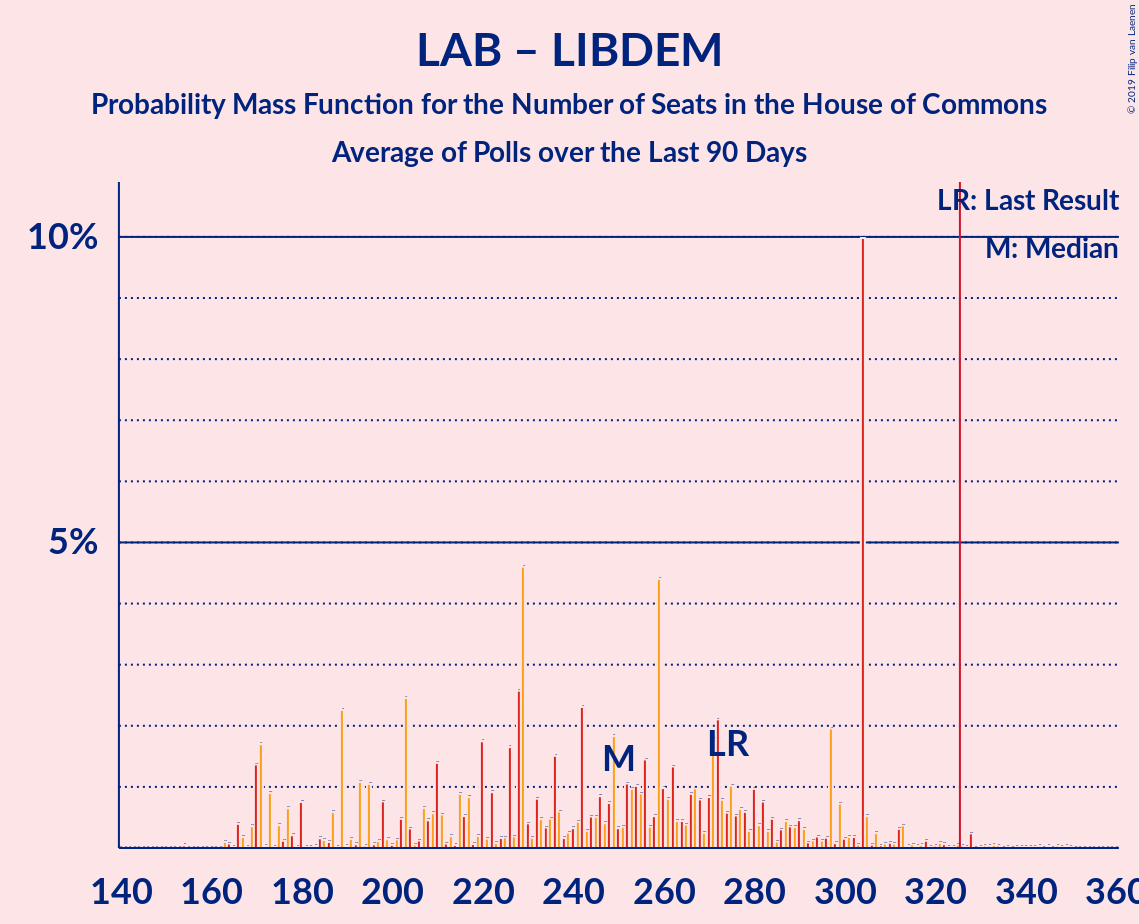 LAB – LIBDEM
Probability Mass Function for the Number of Seats in the House of Commons
Average of Polls over the Last 90 Days
© 2019 Filip van Laenen
LR: Last Result
M: Median
10%
5%
M
LR
140 160 180 200 220 240 260 280 300 320 340 360